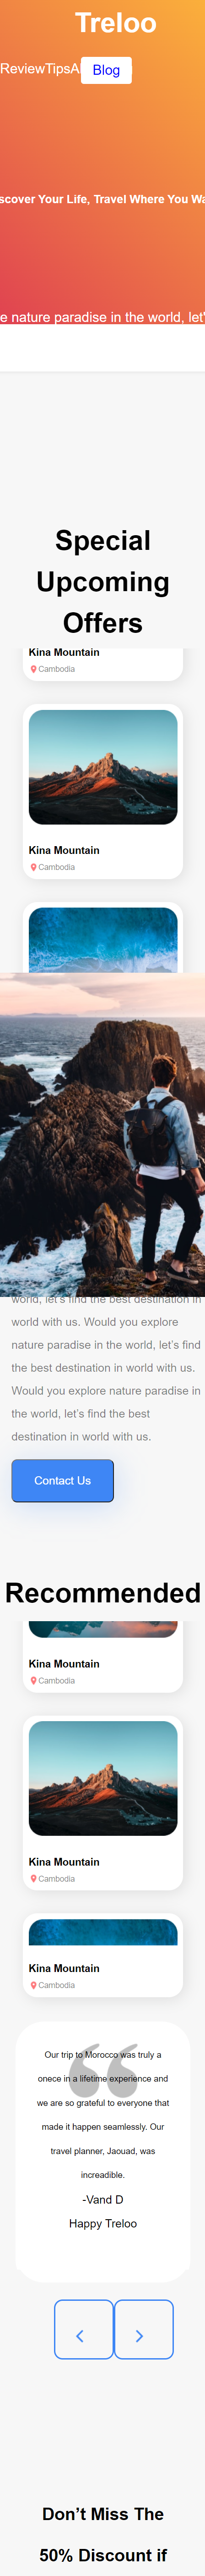 Treloo
ReviewTipsA
Blog
scover Your Life, Travel Where You Wa
e nature paradise in the world, let'
Special
Upcoming
Offers
Kina Mountain
Cambodia
Kina Mountain
Cambodia
world, let's find the best destination in
world with us. Would you explore
nature paradise in the world, let's find
the best destination in world with us.
Would you explore nature paradise in
the world, let's find the best
destination in world with us.
Contact Us
Recommended
Kina Mountain
Cambodia
Kina Mountain
Cambodia
Kina Mountain
Cambodia
Our trip to Morocco was truly a
onece in a lifetime experience and
we are so grateful to everyone that
made it happen seamlessly. Our
travel planner, Jaouad, was
increadible.
-Vand D
Happy Treloo
Don't Miss The
50% Discount if